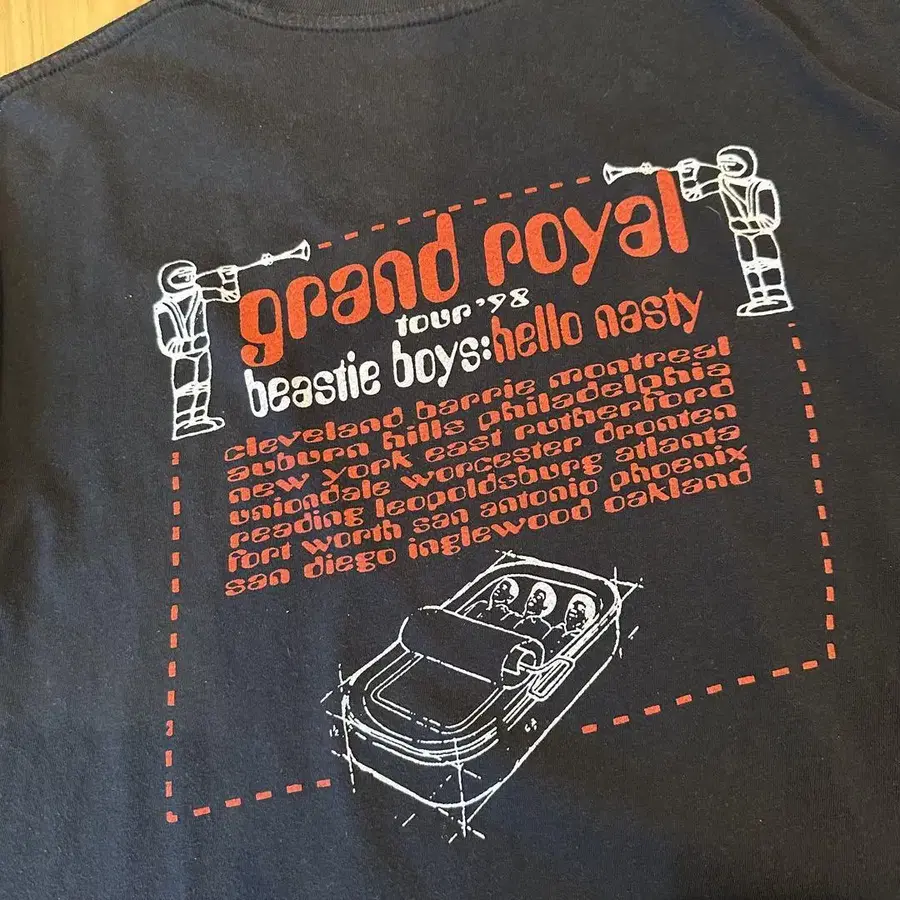 grand royal
tour '98
beastie boys: hello nasty
cleveland barrie montreal
auburn hills philadelphia
new york east rutherford
uniondale worcester dronten
reading leopoldsburg atlanta
fort worth san antonio phoenix
san diego inglewood oakland